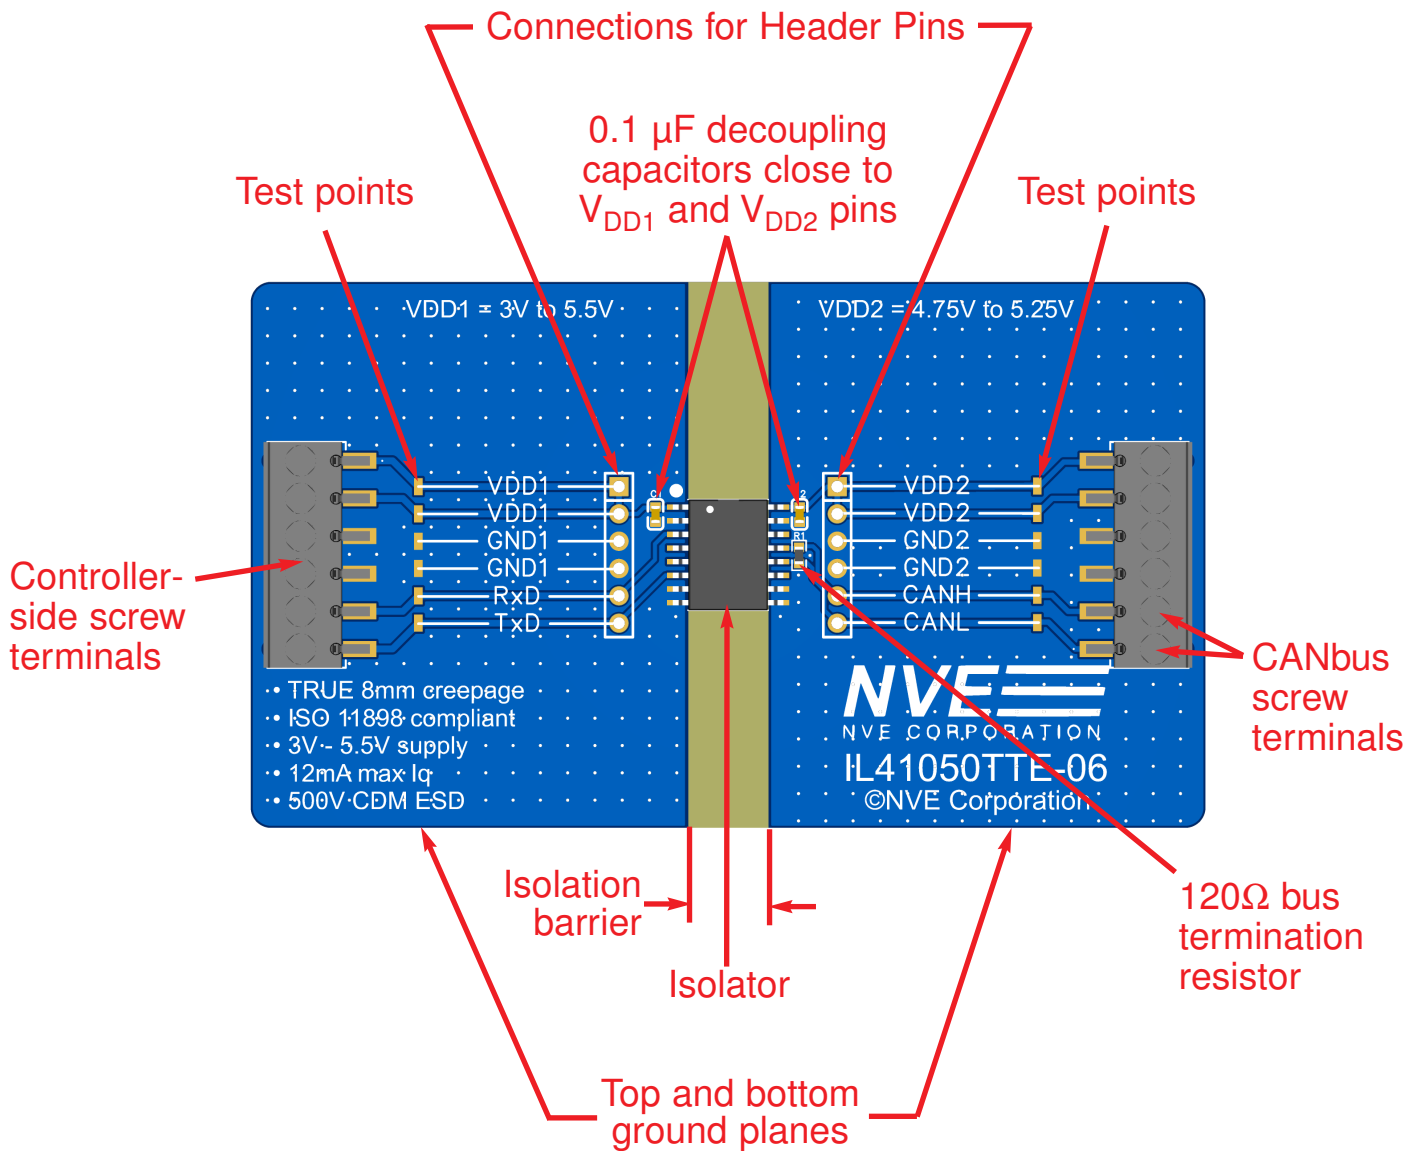 Connections for Header Pins
0.1 µF decoupling
capacitors close to
VDD1 and VDD2 pins
Test points
Test points
VDD1 = 3V to 5.5V
VDD2 = 4.75V to 5.25V
VDD1
VDD1
GND1
GND1
RxD
TxD
C1
R1
VDD2
VDD2
GND2
GND2
CANH
CANL
Controller-
side screw
terminals
CANbus
screw
terminals
• TRUE 8mm creepage
• ISO 11898 compliant
• 3V - 5.5V supply
• 12mA max Iq
• 500V CDM ESD
NVE
NVE CORPORATION
IL41050TTE-06
©NVE Corporation
Isolation
barrier
Isolator
120Ω bus
termination
resistor
Top and bottom
ground planes